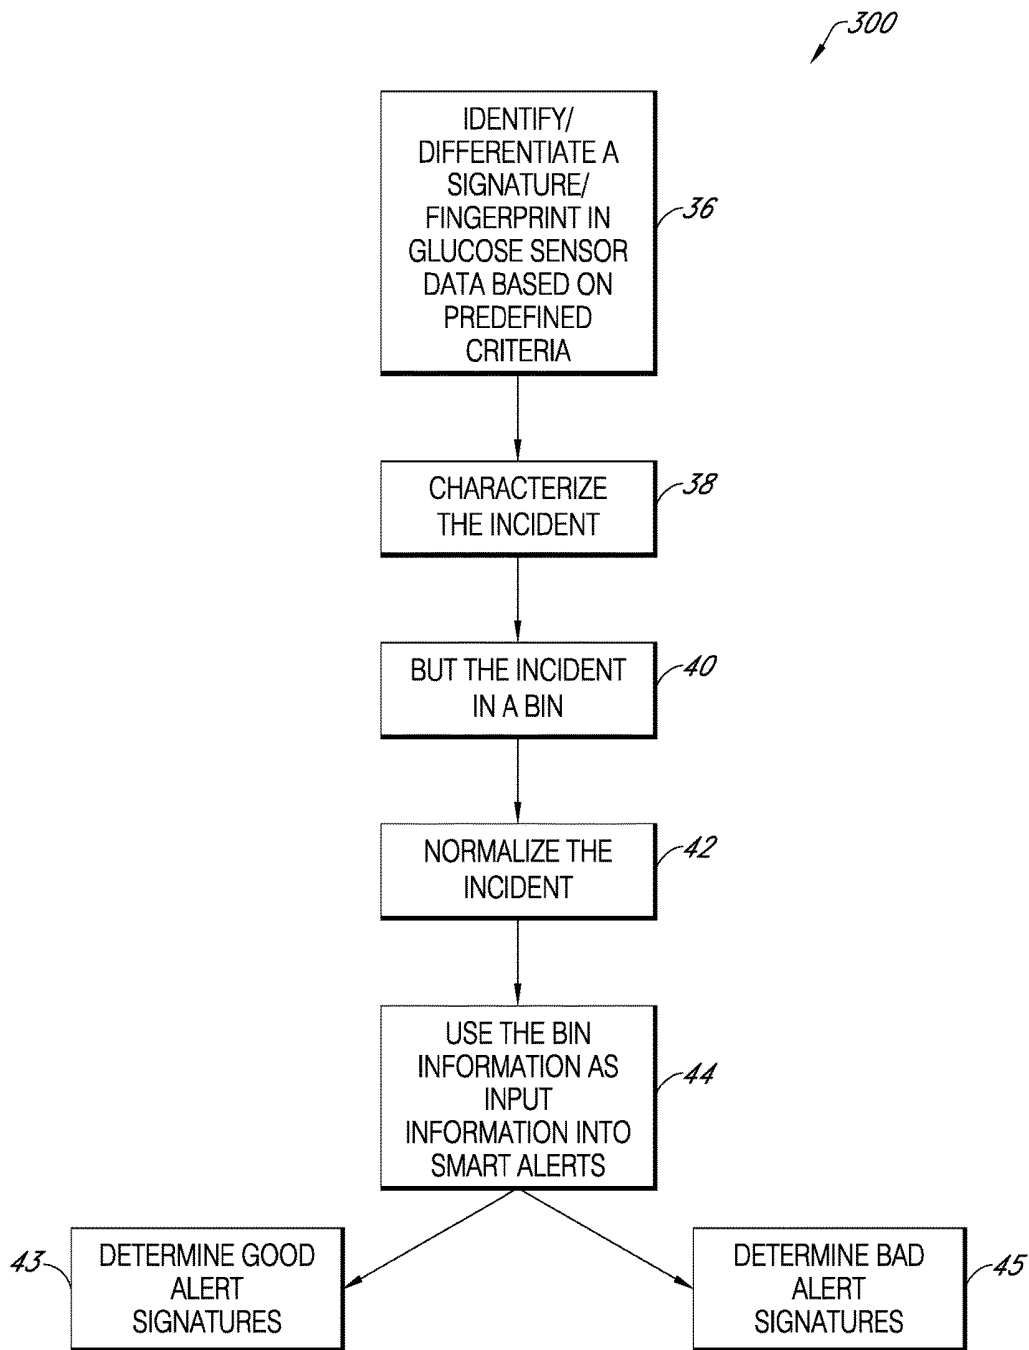 300
IDENTIFY/
DIFFERENTIATE A
SIGNATURE/
FINGERPRINT IN
GLUCOSE SENSOR
DATA BASED ON
PREDEFINED
CRITERIA
36
CHARACTERIZE
THE INCIDENT
38
BUT THE INCIDENT
IN A BIN
40
NORMALIZE THE
INCIDENT
42
USE THE BIN
INFORMATION AS
INPUT
INFORMATION INTO
SMART ALERTS
44
43
DETERMINE GOOD
ALERT
SIGNATURES
DETERMINE BAD
ALERT
SIGNATURES
45